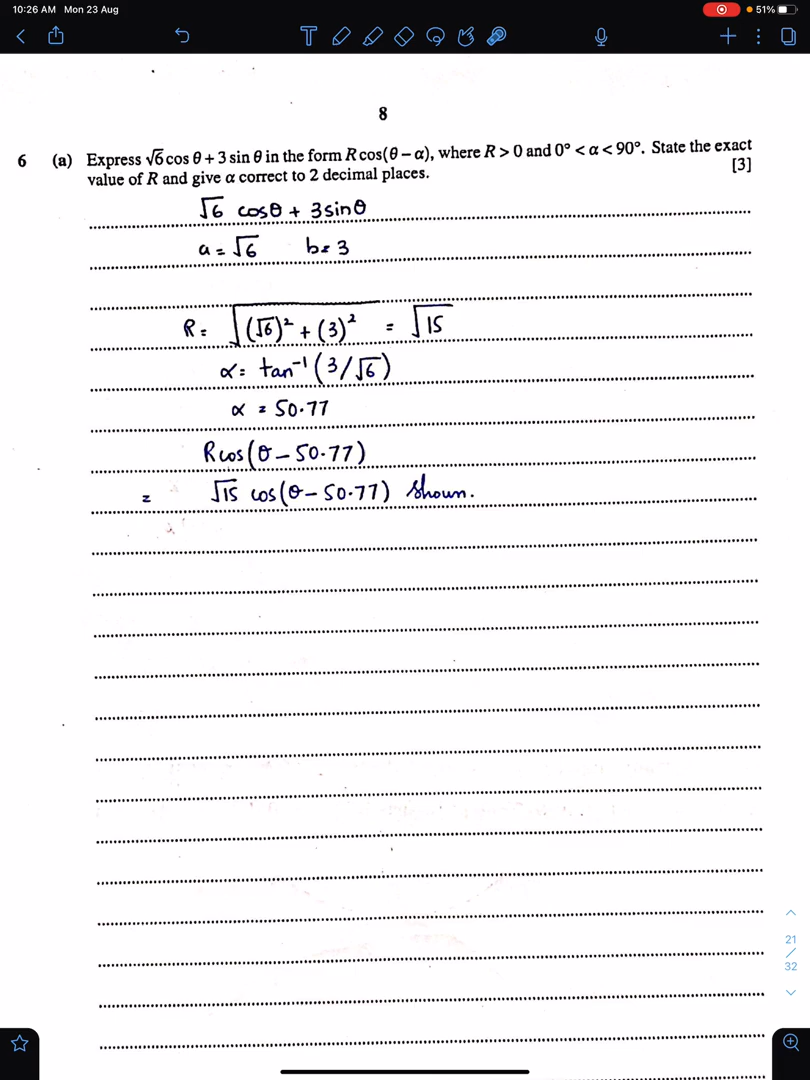 10:26 AM Mon 23 Aug
51%
T
8
6 (a) Express √6 cos θ + 3 sin θ in the form R cos(θ − α), where R > 0 and 0° < α < 90°. State the exact
value of R and give α correct to 2 decimal places. [3]
√6 cosθ + 3sinθ
a = √6 b = 3
R = √((√6)² + (3)²) = √15
α = tan⁻¹(3/√6)
α = 50.77
Rcos(θ − 50.77)
= √15 cos(θ − 50.77) Shown.
21
/
32